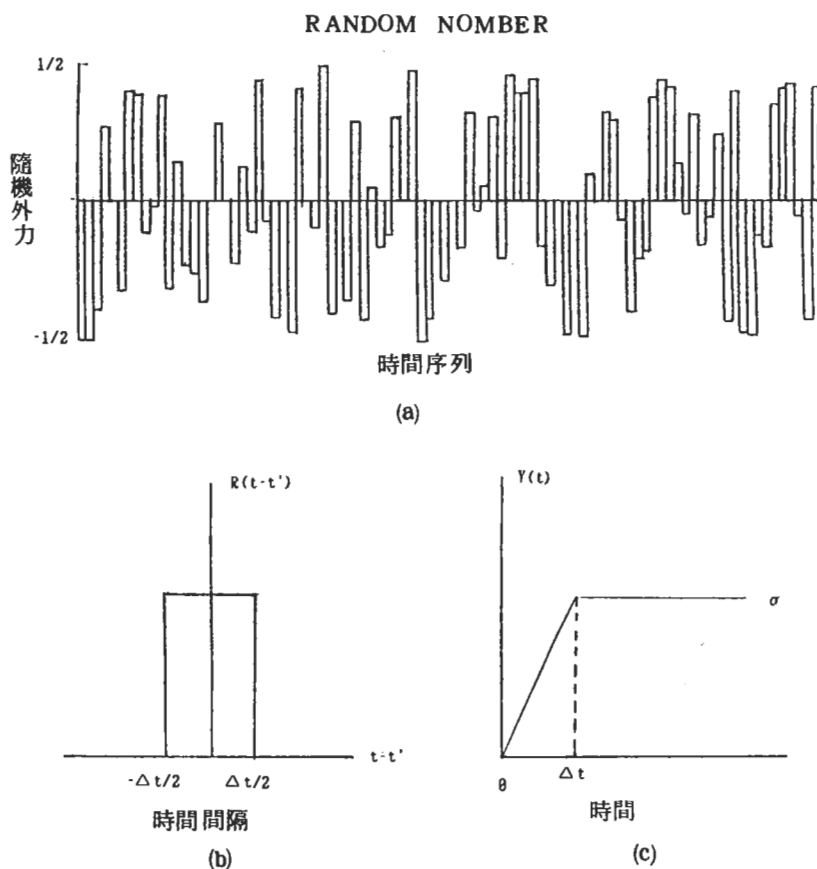 RANDOM NOMBER
1/2
隨機外力
-1/2
時間序列
(a)
R(t-t')
t-t'
-Δt/2
Δt/2
時間間隔
(b)
Y(t)
σ
0
Δt
時間
(c)